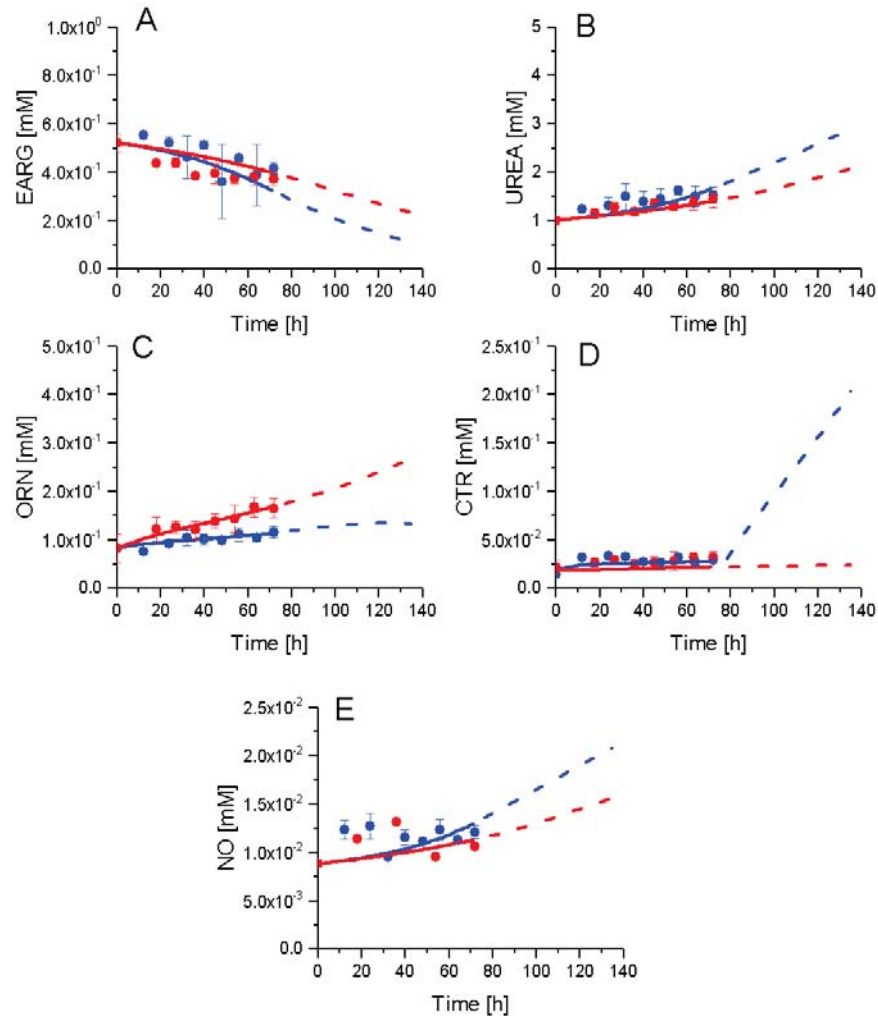 A
EARG [mM]
1.0x10⁰
8.0x10⁻¹
6.0x10⁻¹
4.0x10⁻¹
2.0x10⁻¹
0.0
0 20 40 60 80 100 120 140
Time [h]
B
UREA [mM]
5
4
3
2
1
0
0 20 40 60 80 100 120 140
Time [h]
C
ORN [mM]
5.0x10⁻¹
4.0x10⁻¹
3.0x10⁻¹
2.0x10⁻¹
1.0x10⁻¹
0.0
0 20 40 60 80 100 120 140
Time [h]
D
CTR [mM]
2.5x10⁻¹
2.0x10⁻¹
1.5x10⁻¹
1.0x10⁻¹
5.0x10⁻²
0.0
0 20 40 60 80 100 120 140
Time [h]
E
NO [mM]
2.5x10⁻²
2.0x10⁻²
1.5x10⁻²
1.0x10⁻²
5.0x10⁻³
0.0
0 20 40 60 80 100 120 140
Time [h]